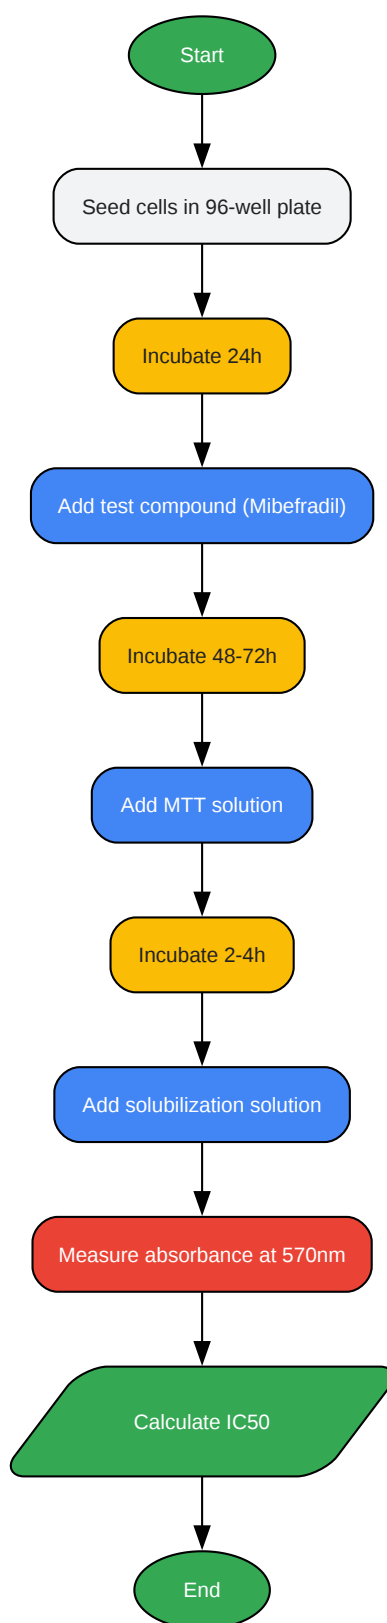 Start
Seed cells in 96-well plate
Incubate 24h
Add test compound (Mibefradil)
Incubate 48-72h
Add MTT solution
Incubate 2-4h
Add solubilization solution
Measure absorbance at 570nm
Calculate IC50
End